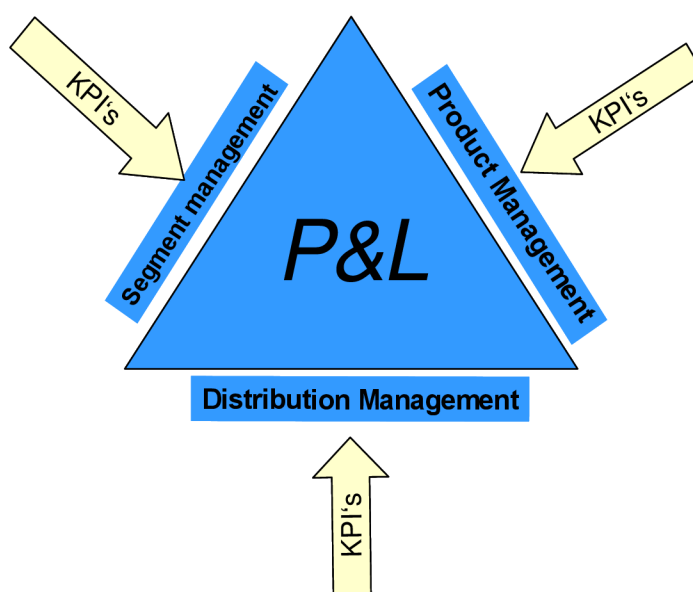 KPI‘s
KPI‘s
Segment management
Product Management
P&L
Distribution Management
KPI‘s